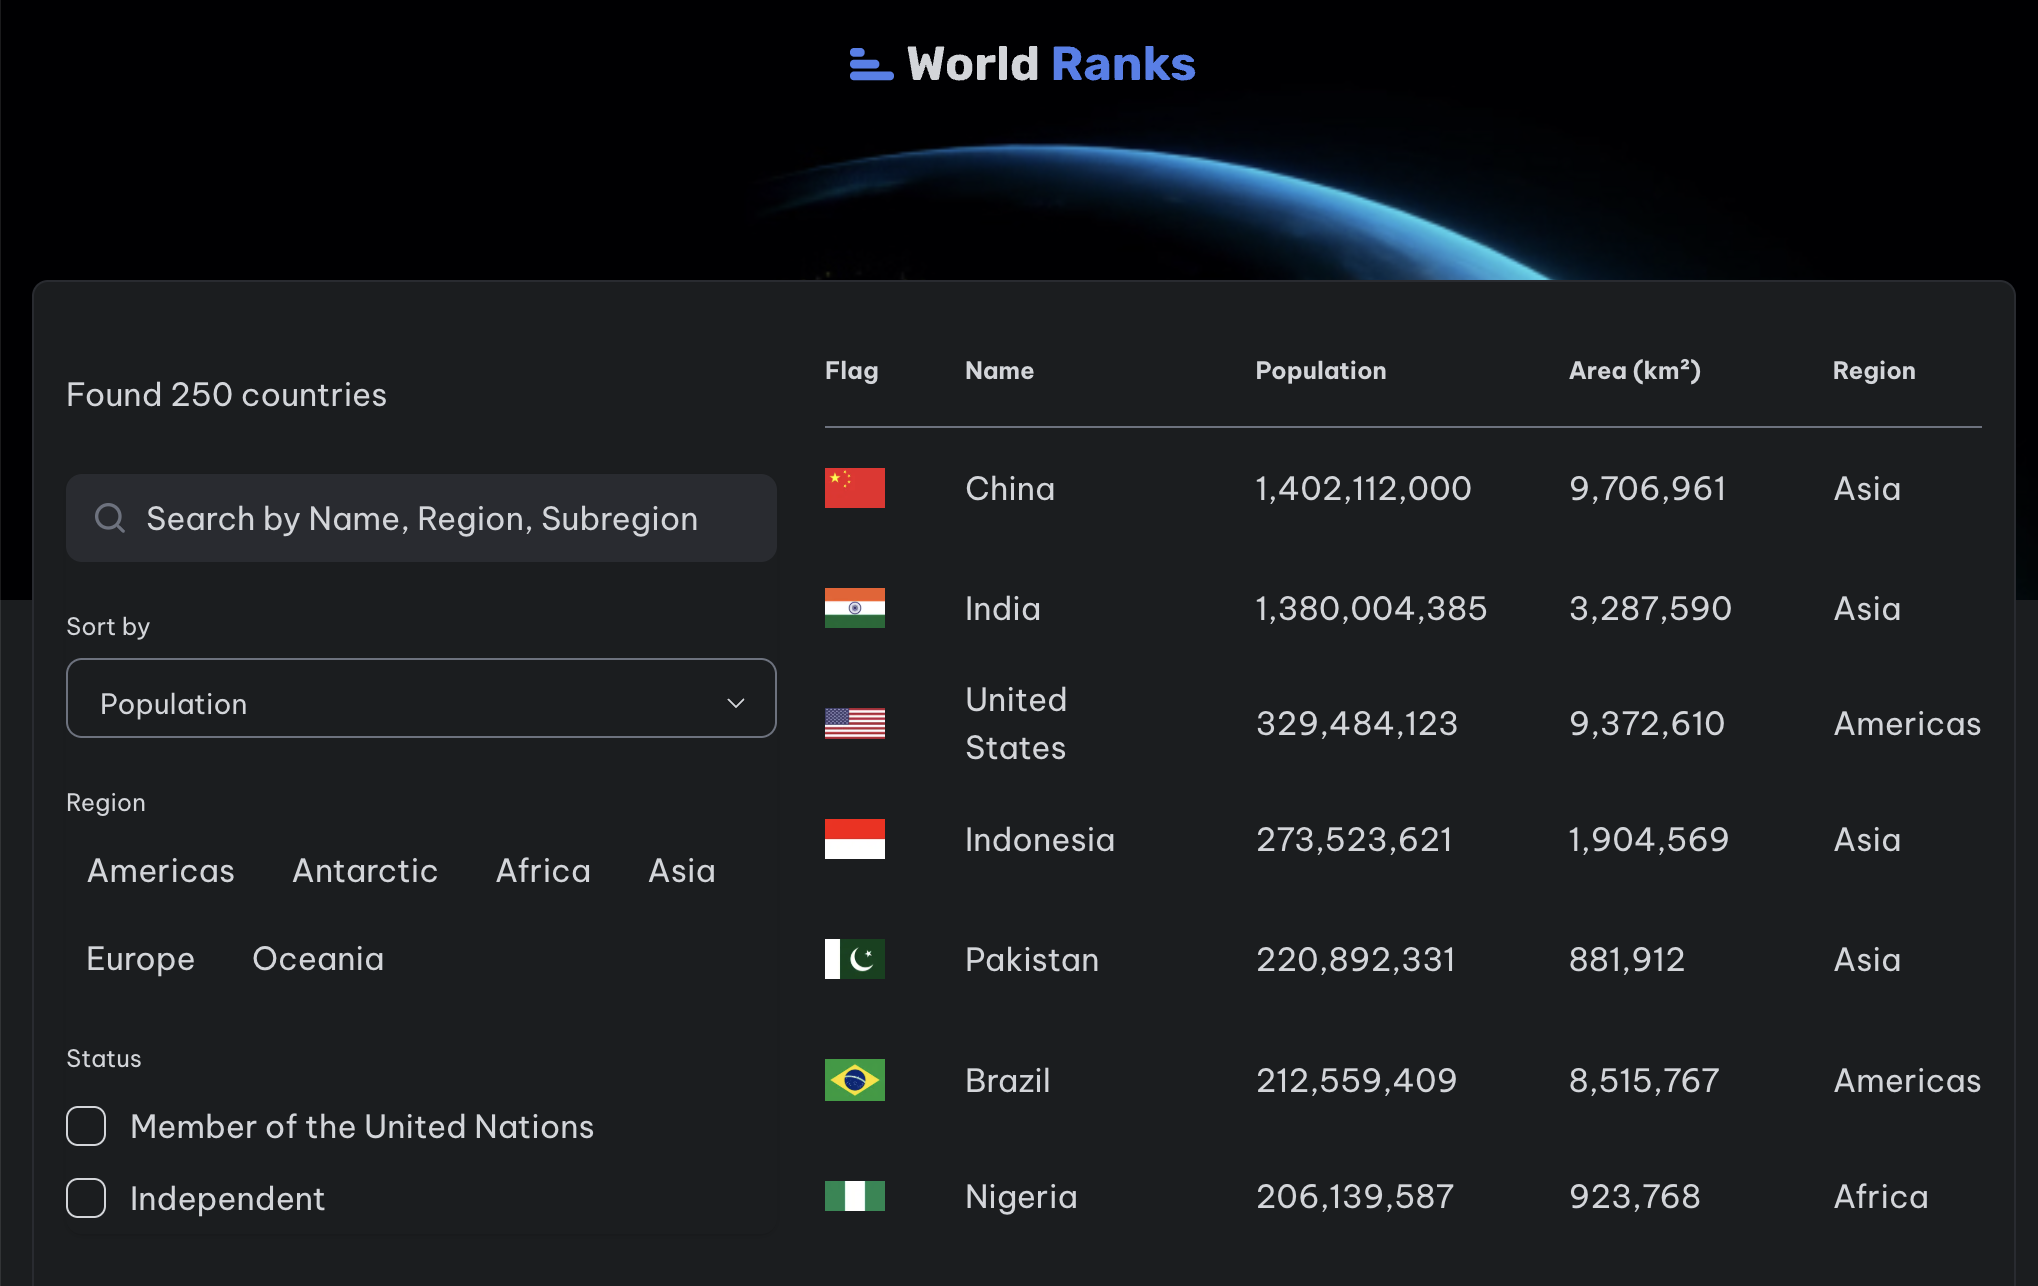 World Ranks
Found 250 countries
Search by Name, Region, Subregion
Sort by
Population
Region
Americas Antarctic Africa Asia
Europe Oceania
Status
Member of the United Nations
Independent
Flag Name Population Area (km²) Region
China 1,402,112,000 9,706,961 Asia
India 1,380,004,385 3,287,590 Asia
United
States 329,484,123 9,372,610 Americas
Indonesia 273,523,621 1,904,569 Asia
Pakistan 220,892,331 881,912 Asia
Brazil 212,559,409 8,515,767 Americas
Nigeria 206,139,587 923,768 Africa